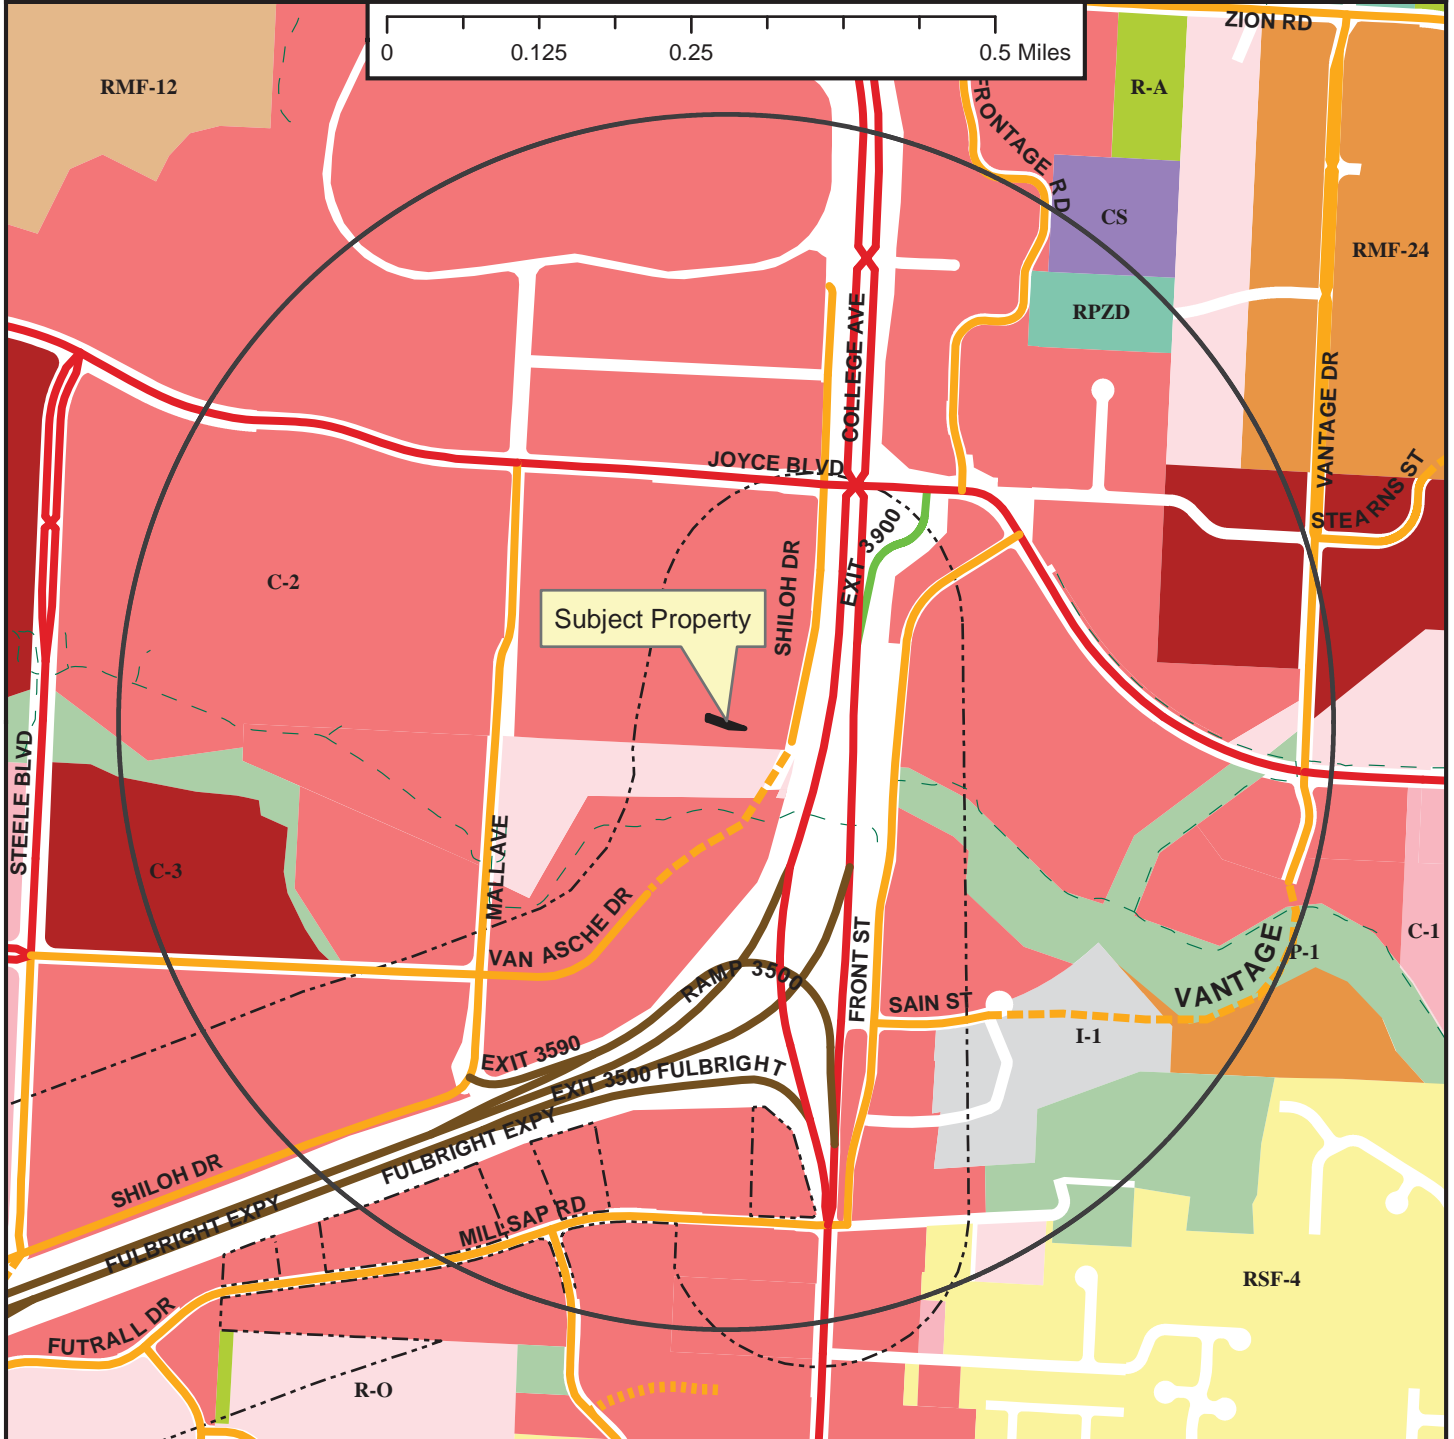 0 0.125 0.25 0.5 Miles
ZION RD
RMF-12
R-A
FRONTAGE RD
CS
RMF-24
RPZD
COLLEGE AVE
VANTAGE DR
JOYCE BLVD
STEARNS ST
EXIT 3900
C-2
SHILOH DR
Subject Property
STEELE BLVD
MALL AVE
C-3
VAN ASCHE DR
C-1
P-1
VANTAGE
RAMP 3500
FRONT ST
SAIN ST
I-1
EXIT 3590
EXIT 3500 FULBRIGHT
FULBRIGHT EXPY
SHILOH DR
FULBRIGHT EXPY
MILLSAP RD
RSF-4
FUTRALL DR
R-O